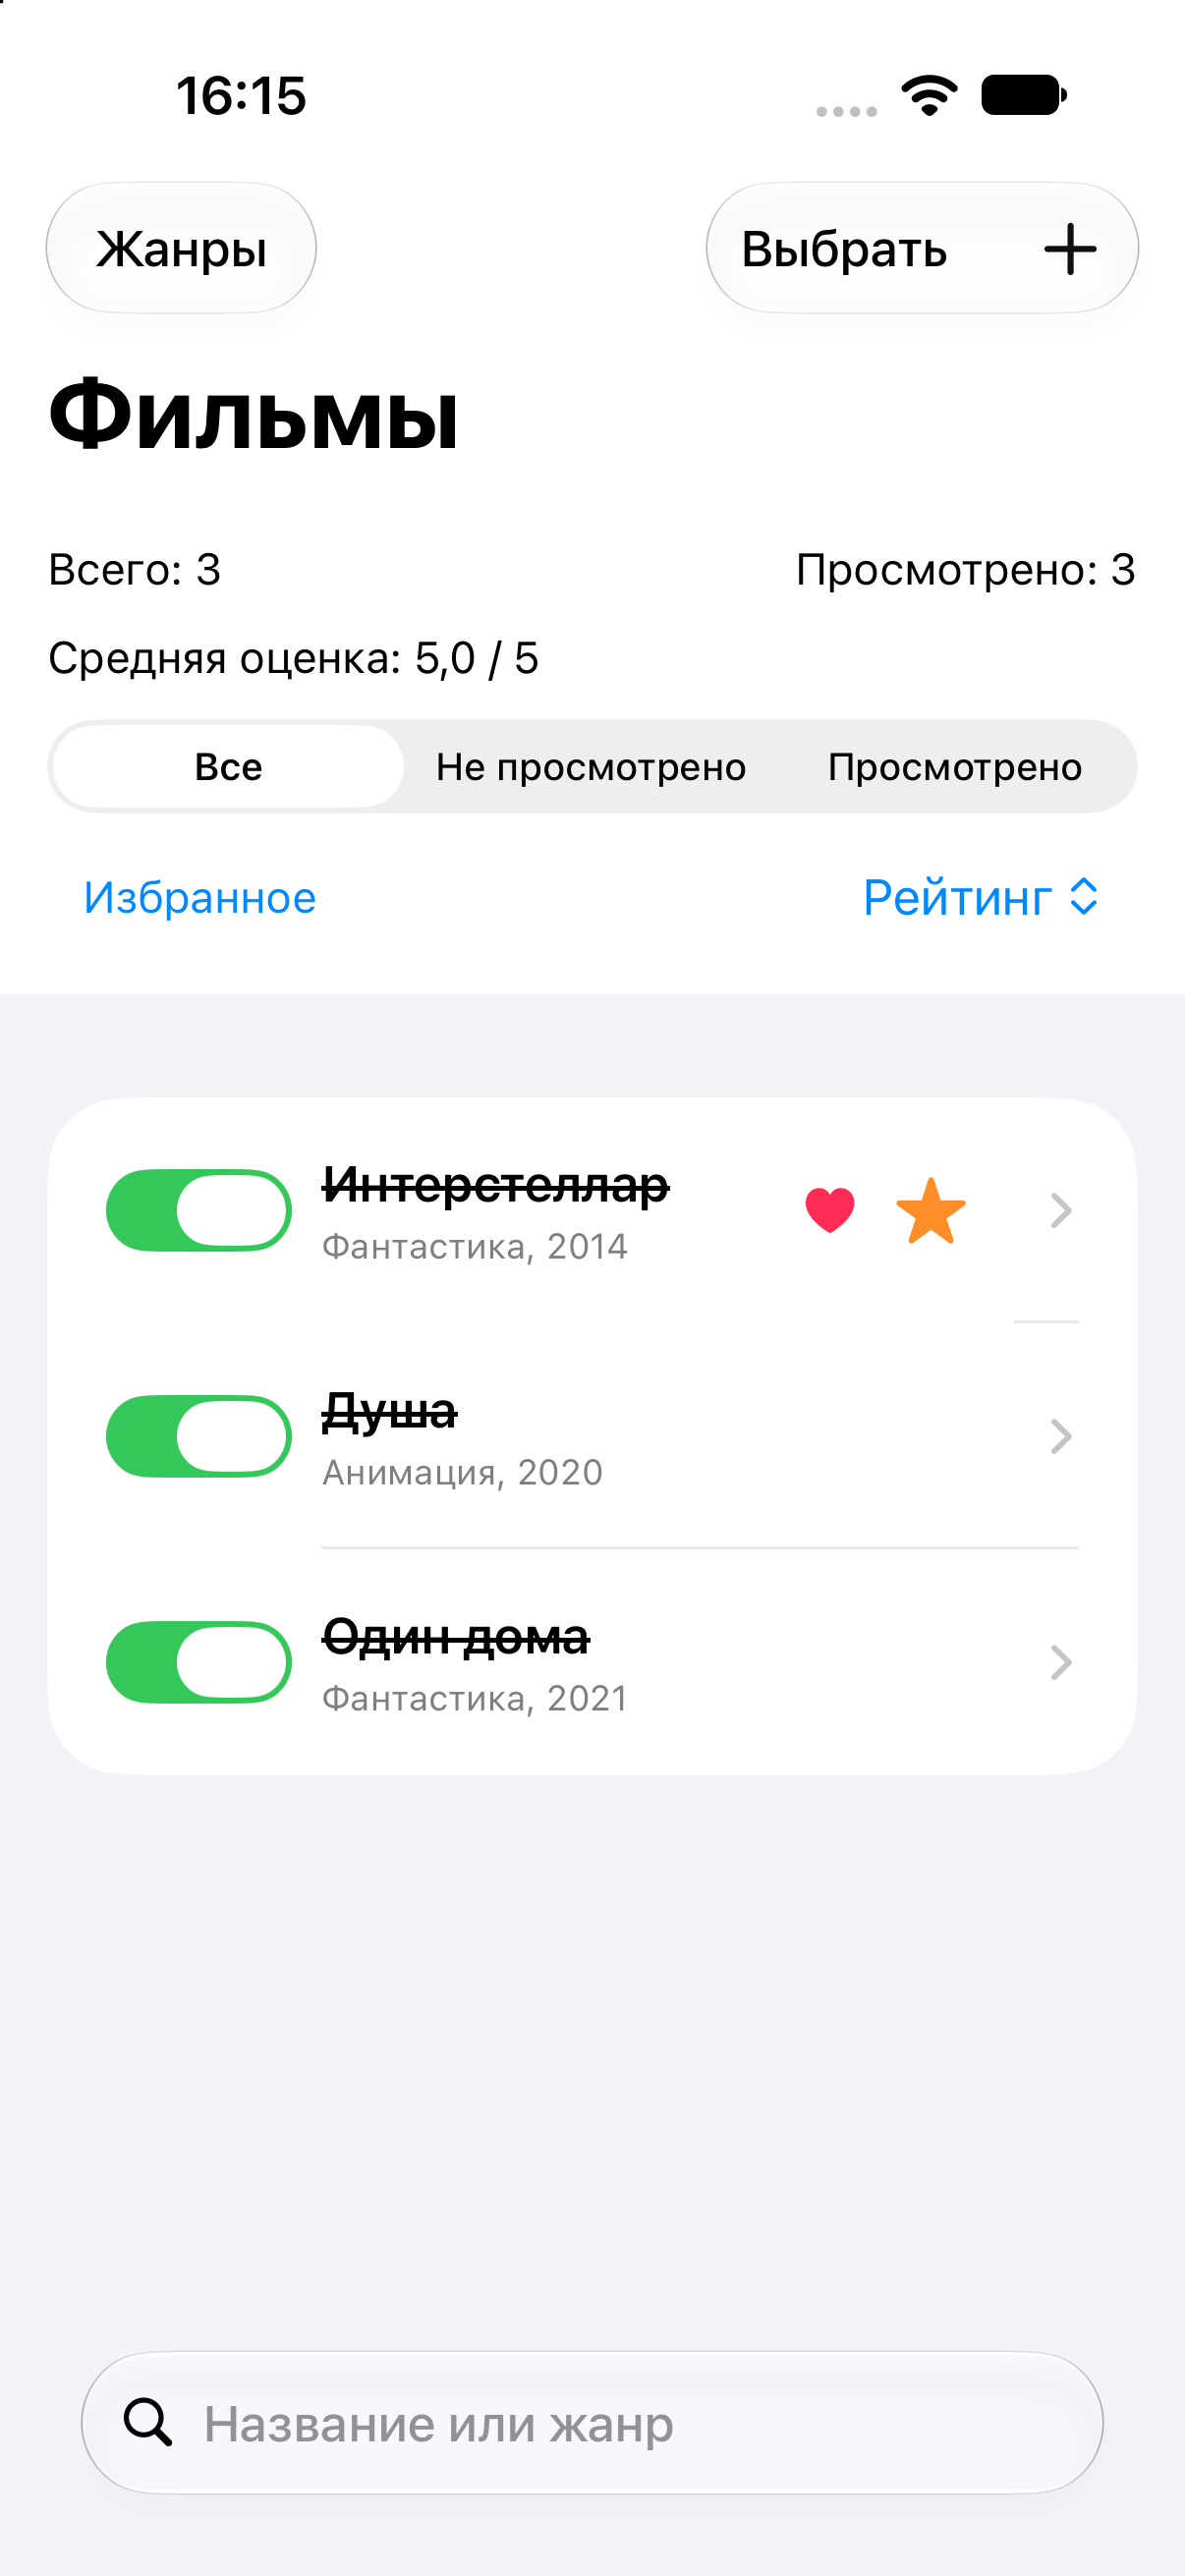 16:15
Жанры
Выбрать
Фильмы
Всего: 3
Просмотрено: 3
Средняя оценка: 5,0 / 5
Все
Не просмотрено
Просмотрено
Избранное
Рейтинг
Интерстеллар
Фантастика, 2014
Душа
Анимация, 2020
Один дома
Фантастика, 2021
Название или жанр